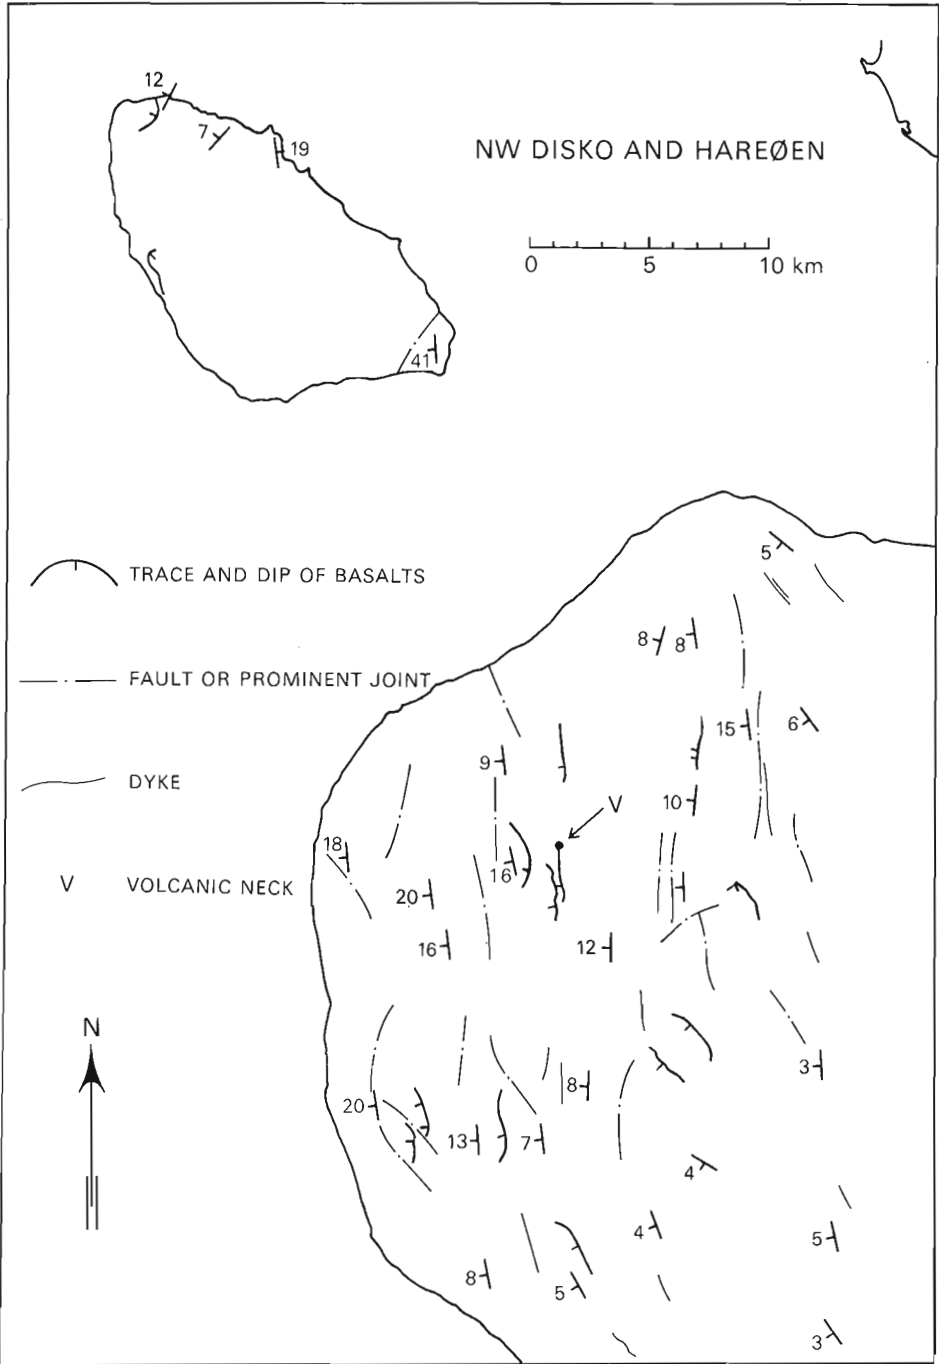 12
7
19
NW DISKO AND HAREØEN
0 5 10 km
41
5
TRACE AND DIP OF BASALTS
8 8
FAULT OR PROMINENT JOINT
15 6
9
DYKE
10
V
18
16
V VOLCANIC NECK
20
16 12
N
3
8
20
13 7
4
4 5
8
5
3